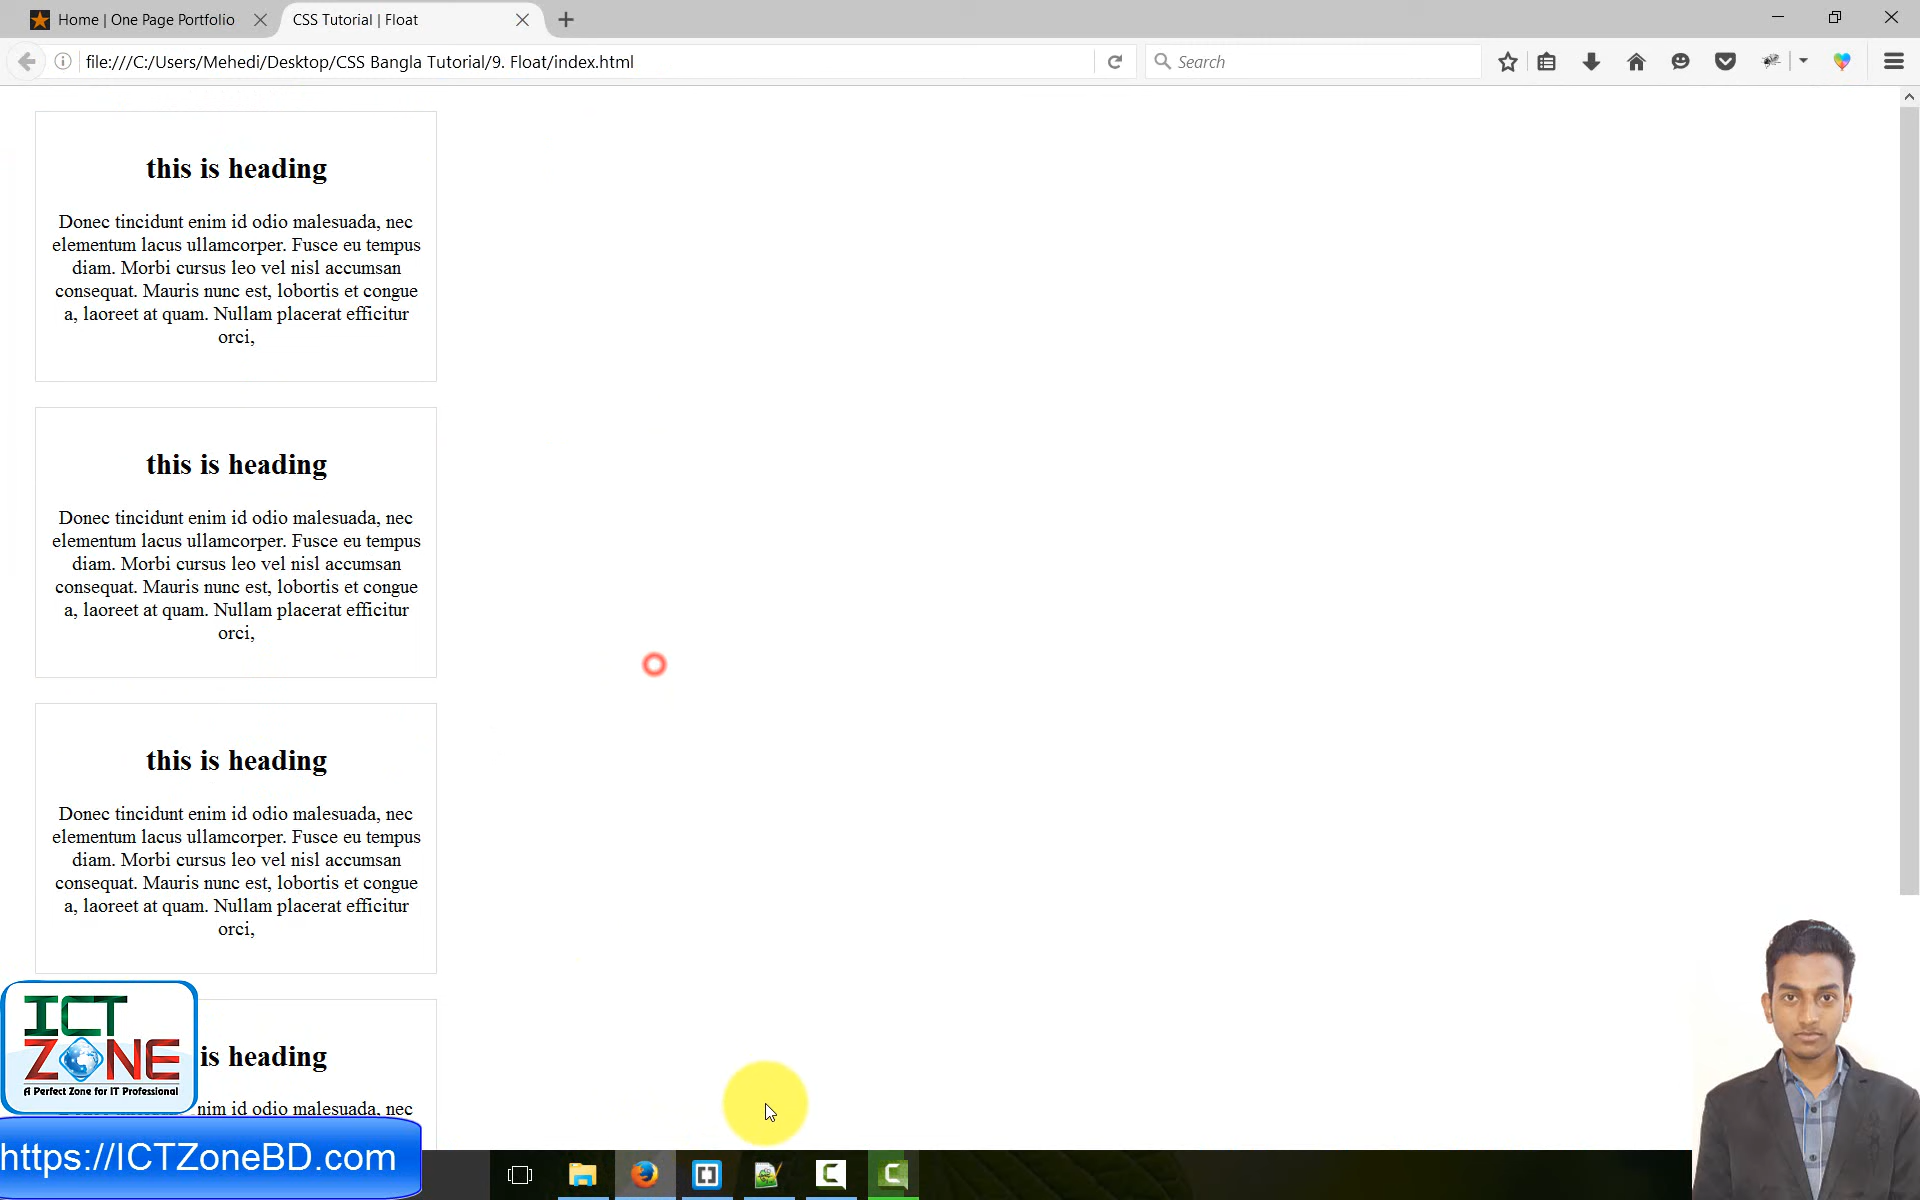 Home | One Page Portfolio
CSS Tutorial | Float
file:///C:/Users/Mehedi/Desktop/CSS Bangla Tutorial/9. Float/index.html
Search
this is heading
Donec tincidunt enim id odio malesuada, nec
elementum lacus ullamcorper. Fusce eu tempus
diam. Morbi cursus leo vel nisl accumsan
consequat. Mauris nunc est, lobortis et congue
a, laoreet at quam. Nullam placerat efficitur
orci,
this is heading
Donec tincidunt enim id odio malesuada, nec
elementum lacus ullamcorper. Fusce eu tempus
diam. Morbi cursus leo vel nisl accumsan
consequat. Mauris nunc est, lobortis et congue
a, laoreet at quam. Nullam placerat efficitur
orci,
this is heading
Donec tincidunt enim id odio malesuada, nec
elementum lacus ullamcorper. Fusce eu tempus
diam. Morbi cursus leo vel nisl accumsan
consequat. Mauris nunc est, lobortis et congue
a, laoreet at quam. Nullam placerat efficitur
orci,
is heading
nim id odio malesuada, nec
ICT
ZONE
A Perfect Zone for IT Professional
https://ICTZoneBD.com